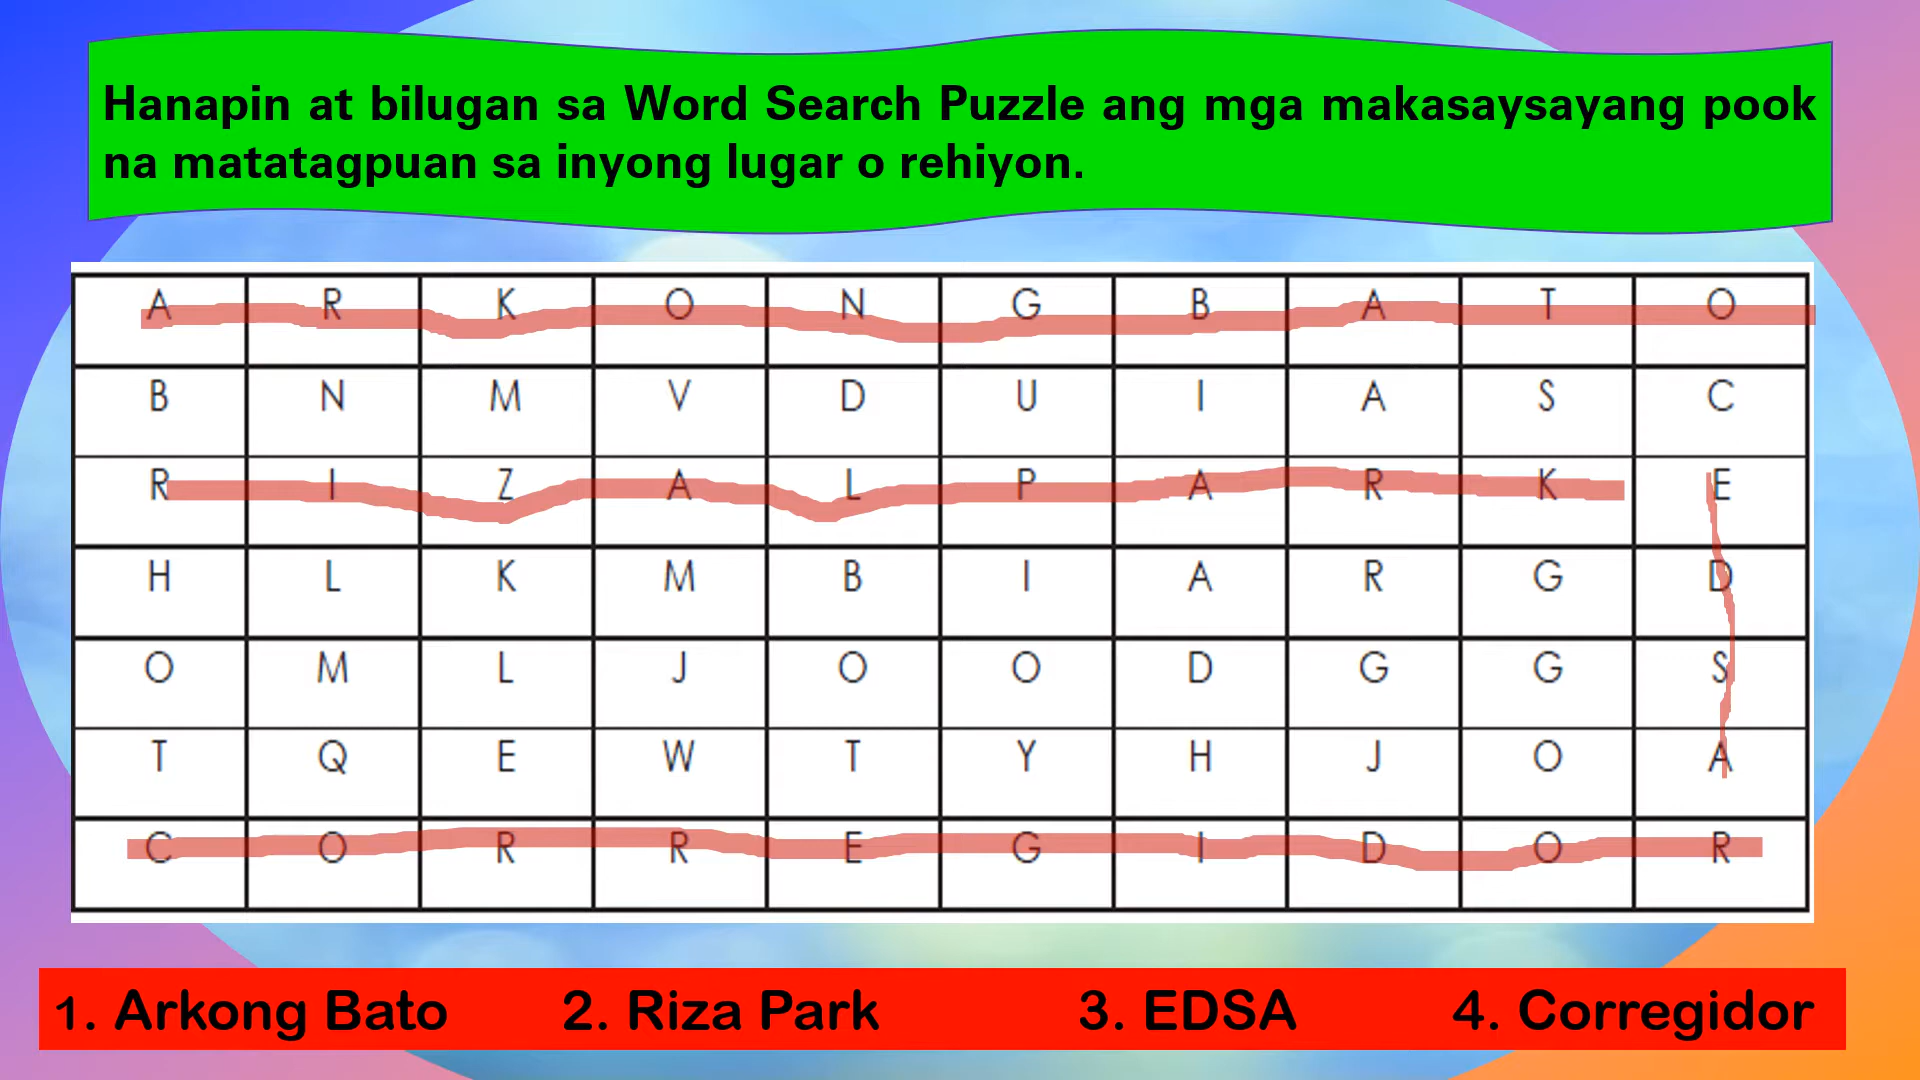 Hanapin at bilugan sa Word Search Puzzle ang mga makasaysayang pook
na matatagpuan sa inyong lugar o rehiyon.
A R K O N G B A T O
B N M V D U I A S C
R I Z A L P A R K E
H L K M B I A R G D
O M L J O O D G G S
T Q E W T Y H J O A
C O R R E G I D O R
1. Arkong Bato 2. Riza Park 3. EDSA 4. Corregidor